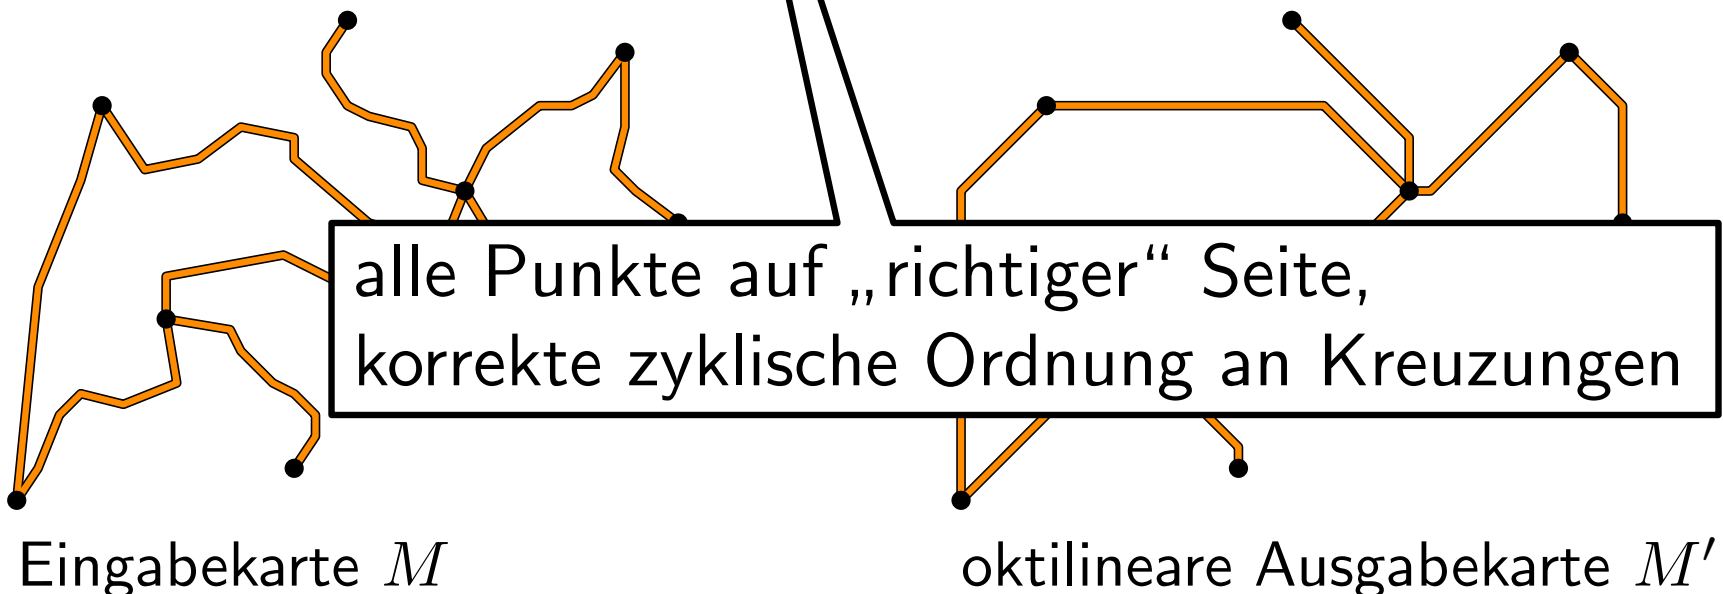 alle Punkte auf „richtiger“ Seite,
korrekte zyklische Ordnung an Kreuzungen
Eingabekarte M
oktilineare Ausgabekarte M′